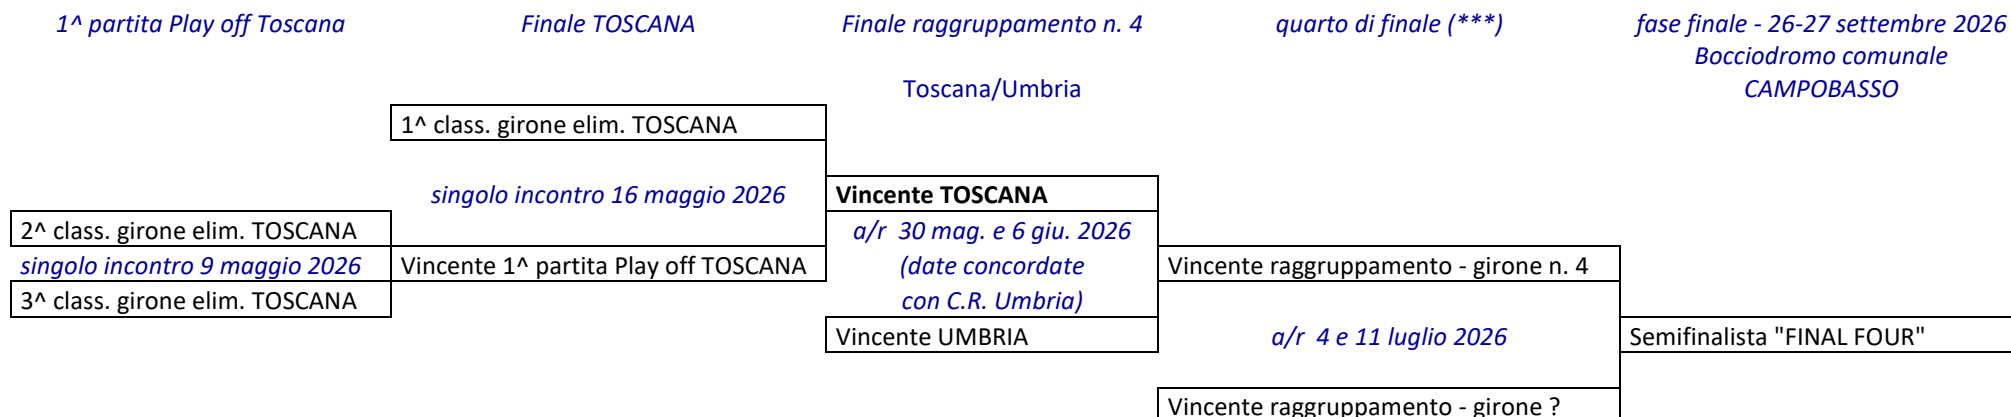 1^ partita Play off Toscana
Finale TOSCANA
Finale raggruppamento n. 4
quarto di finale (***)
fase finale - 26-27 settembre 2026
Bocciodromo comunale
Toscana/Umbria
CAMPOBASSO
1^ class. girone elim. TOSCANA
singolo incontro 16 maggio 2026
Vincente TOSCANA
2^ class. girone elim. TOSCANA
a/r 30 mag. e 6 giu. 2026
singolo incontro 9 maggio 2026
Vincente 1^ partita Play off TOSCANA
(date concordate
Vincente raggruppamento - girone n. 4
3^ class. girone elim. TOSCANA
con C.R. Umbria)
Vincente UMBRIA
a/r 4 e 11 luglio 2026
Semifinalista "FINAL FOUR"
Vincente raggruppamento - girone ?